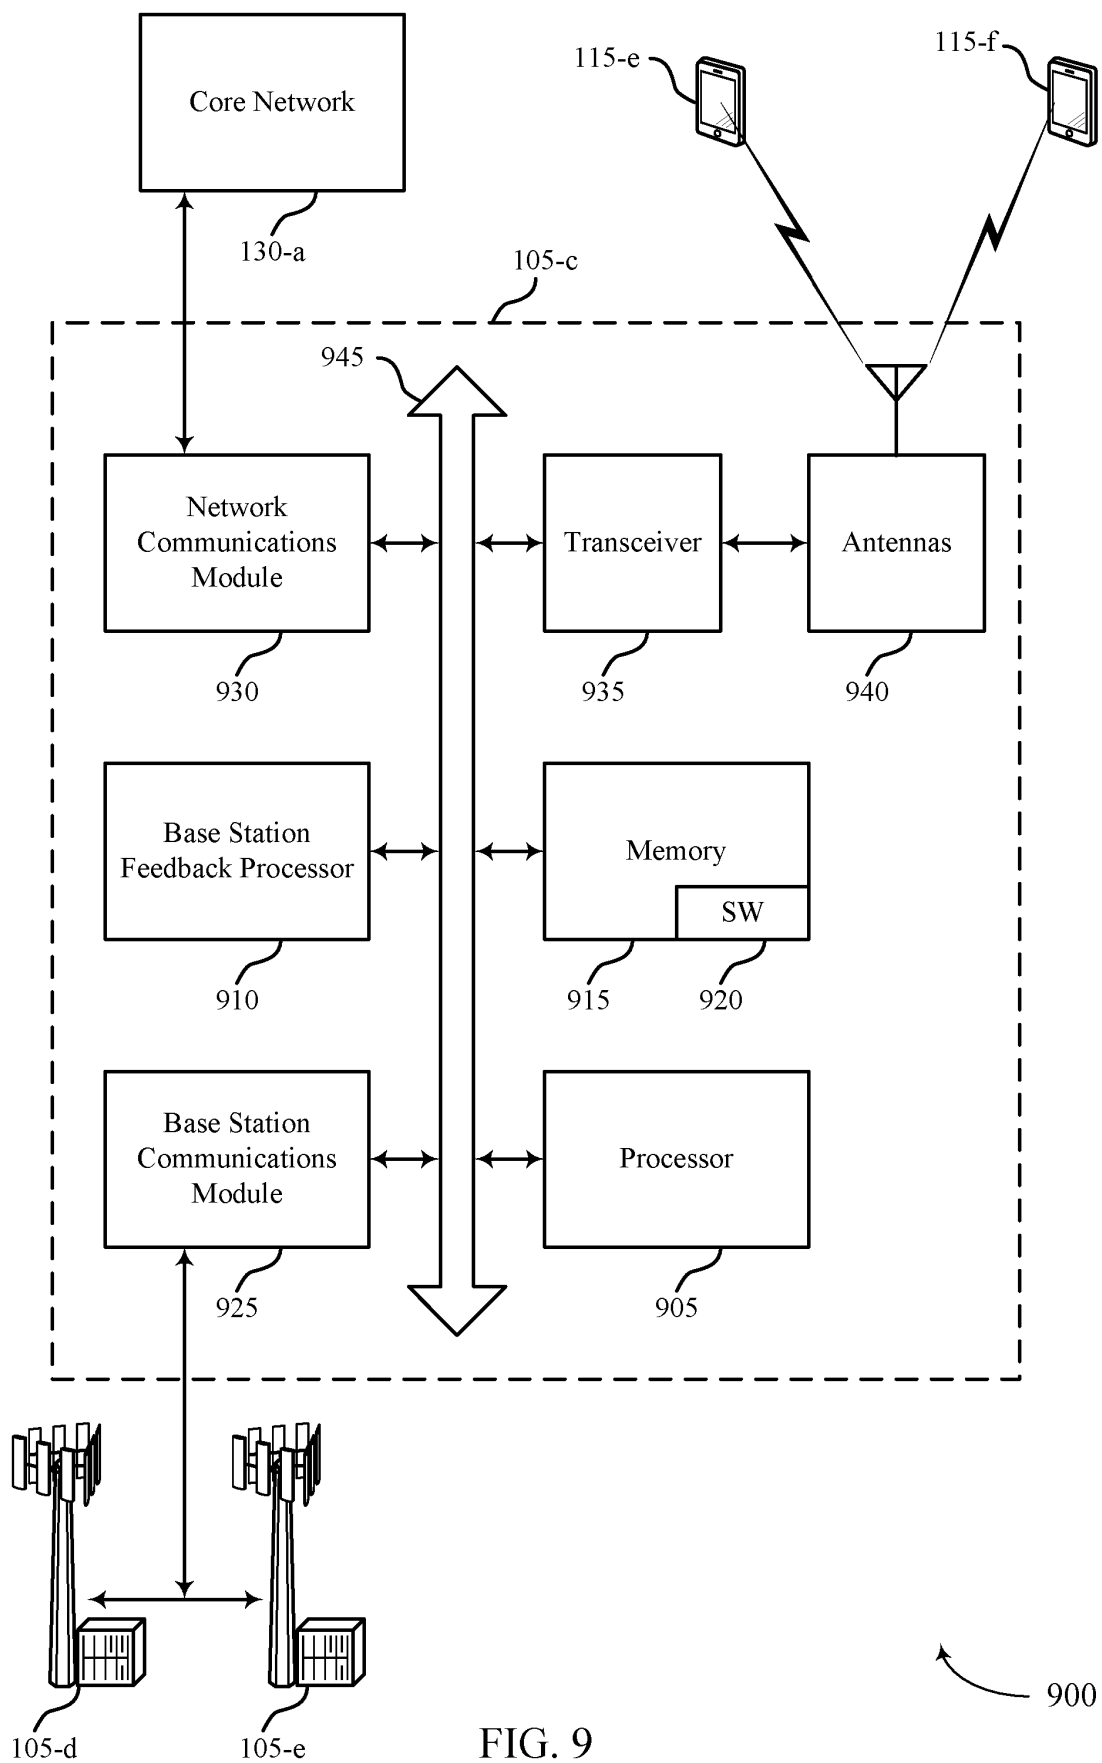 115-e
115-f
Core Network
130-a
105-c
945
Network
Communications
Module
Transceiver
Antennas
930
935
940
Base Station
Feedback Processor
Memory
SW
910
915
920
Base Station
Communications
Module
Processor
925
905
900
105-d
105-e
FIG. 9